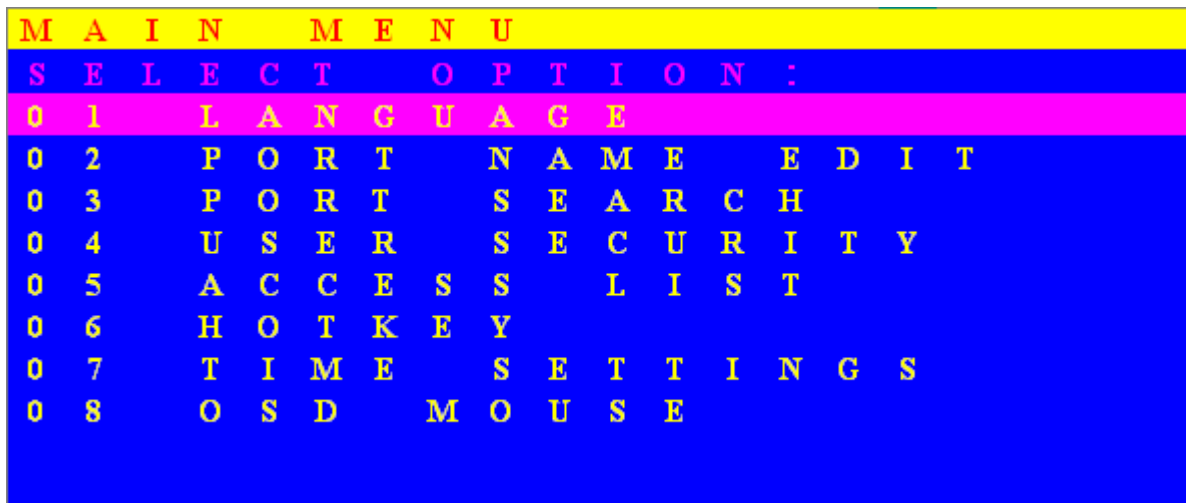 MAIN MENU
SELECT OPTION:
01 LANGUAGE
02 PORT NAME EDIT
03 PORT SEARCH
04 USER SECURITY
05 ACCESS LIST
06 HOTKEY
07 TIME SETTINGS
08 OSD MOUSE